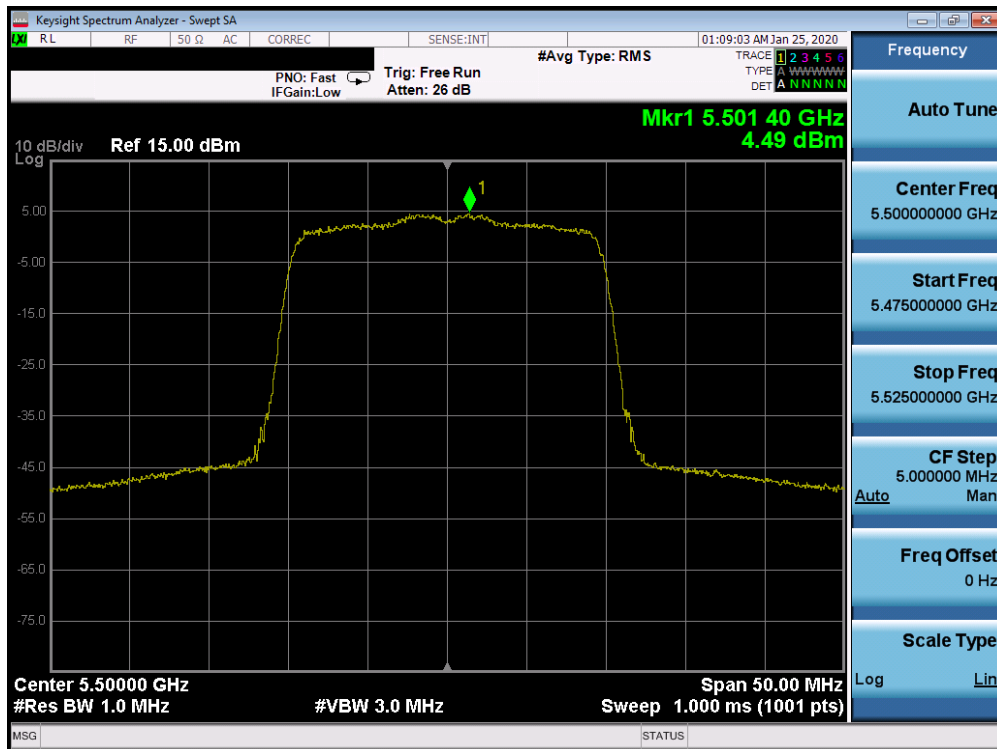 Keysight Spectrum Analyzer - Swept SA
LXI RL RF 50 Ω AC CORREC SENSE:INT 01:09:03 AM Jan 25, 2020
#Avg Type: RMS TRACE 1 2 3 4 5 6
PNO: Fast Trig: Free Run TYPE A WWWWW
IFGain:Low Atten: 26 dB DET A N N N N N
Mkr1 5.501 40 GHz
4.49 dBm
10 dB/div Ref 15.00 dBm
Log
1
5.00
-5.00
-15.0
-25.0
-35.0
-45.0
-55.0
-65.0
-75.0
Center 5.50000 GHz Span 50.00 MHz
#Res BW 1.0 MHz #VBW 3.0 MHz Sweep 1.000 ms (1001 pts)
MSG STATUS
Frequency
Auto Tune
Center Freq
5.500000000 GHz
Start Freq
5.475000000 GHz
Stop Freq
5.525000000 GHz
CF Step
5.000000 MHz
Auto Man
Freq Offset
0 Hz
Scale Type
Log Lin